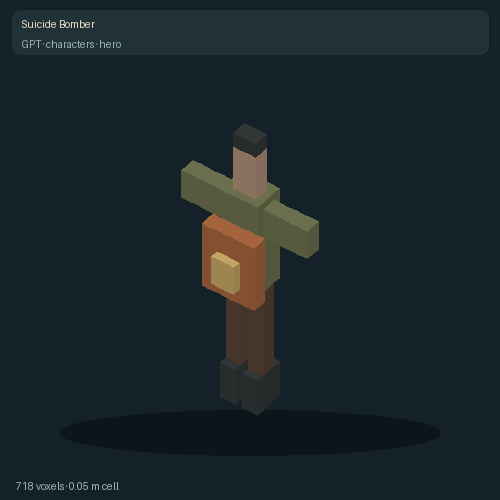 Suicide Bomber
GPT · characters · hero
718 voxels · 0.05 m cell